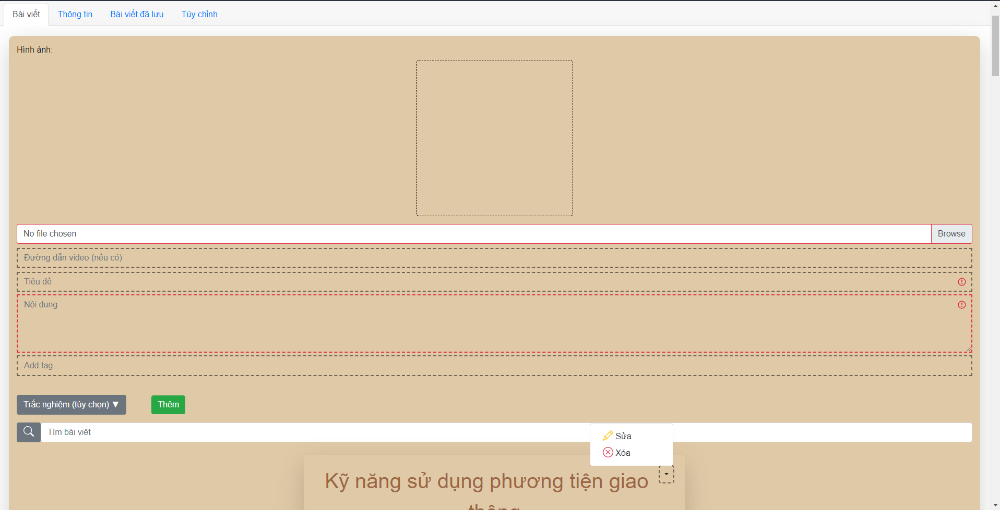 Bài viết
Thông tin
Bài viết đã lưu
Tùy chỉnh
Hình ảnh:
No file chosen
Browse
Đường dẫn video (nếu có)
Tiêu đề
Nội dung
Add tag...
Trắc nghiệm (tùy chọn) ▼
Thêm
Tìm bài viết
Sửa
Xóa
Kỹ năng sử dụng phương tiện giao
thông